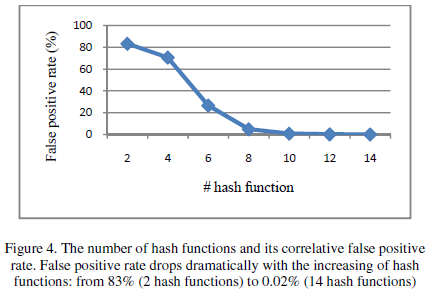 100
80
60
40
20
0
False positive rate (%)
2 4 6 8 10 12 14
# hash function
Figure 4. The number of hash functions and its correlative false positive
rate. False positive rate drops dramatically with the increasing of hash
functions: from 83% (2 hash functions) to 0.02% (14 hash functions)